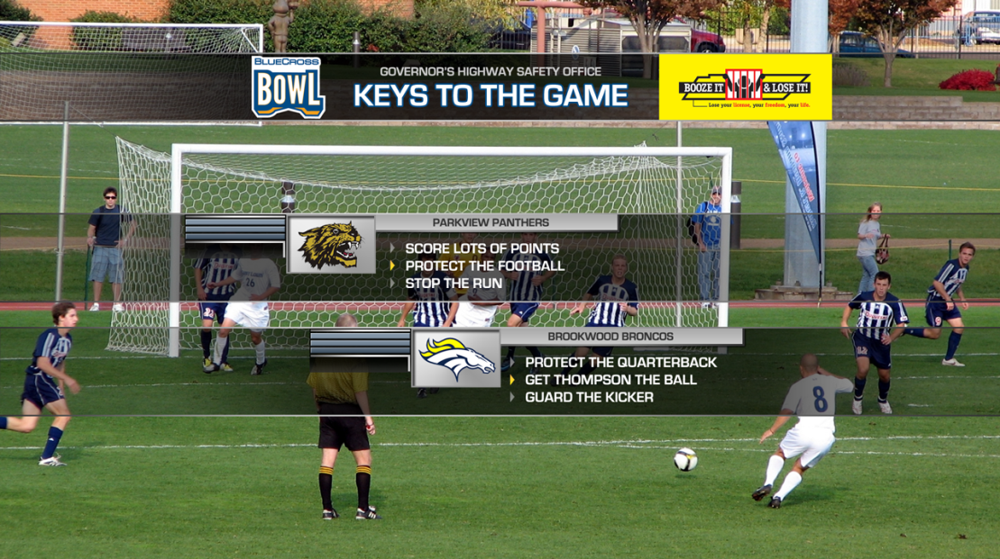 BLUECROSS
BOWL
GOVERNOR'S HIGHWAY SAFETY OFFICE
KEYS TO THE GAME
BOOZE IT & LOSE IT!
Lose your license, your freedom, your life.
PARKVIEW PANTHERS
SCORE LOTS OF POINTS
PROTECT THE FOOTBALL
STOP THE RUN
26
BROOKWOOD BRONCOS
PROTECT THE QUARTERBACK
GET THOMPSON THE BALL
GUARD THE KICKER
8